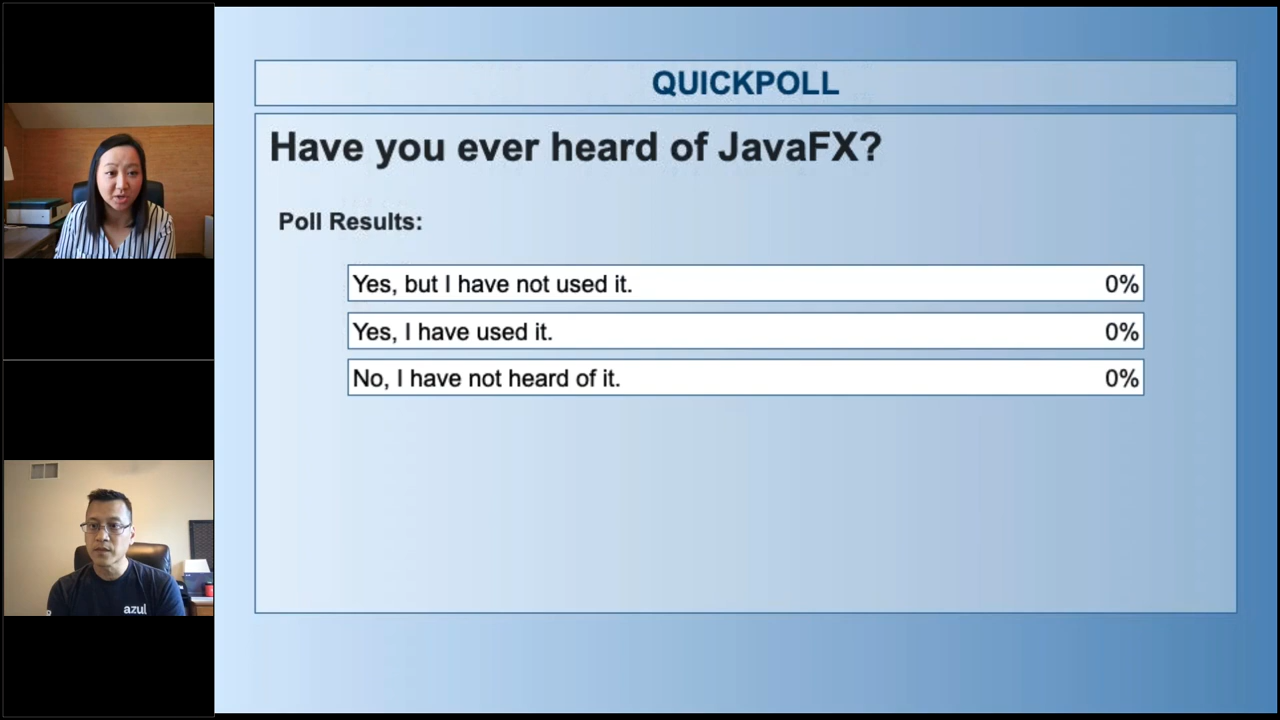 QUICKPOLL
Have you ever heard of JavaFX?
Poll Results:
Yes, but I have not used it. 0%
Yes, I have used it. 0%
No, I have not heard of it. 0%
azul